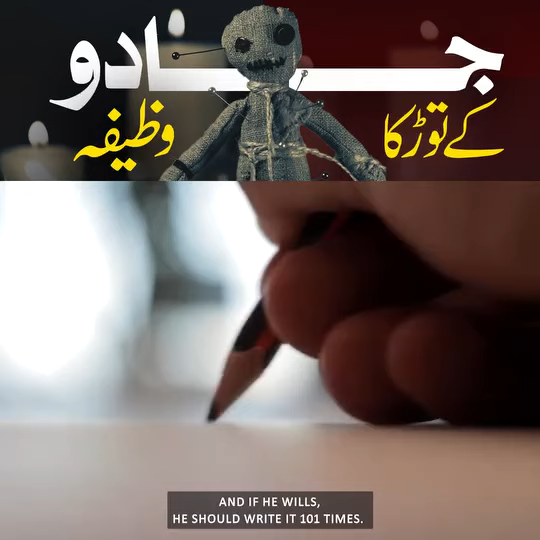 جادو
کے توڑ کا وظیفہ
AND IF HE WILLS,
HE SHOULD WRITE IT 101 TIMES.